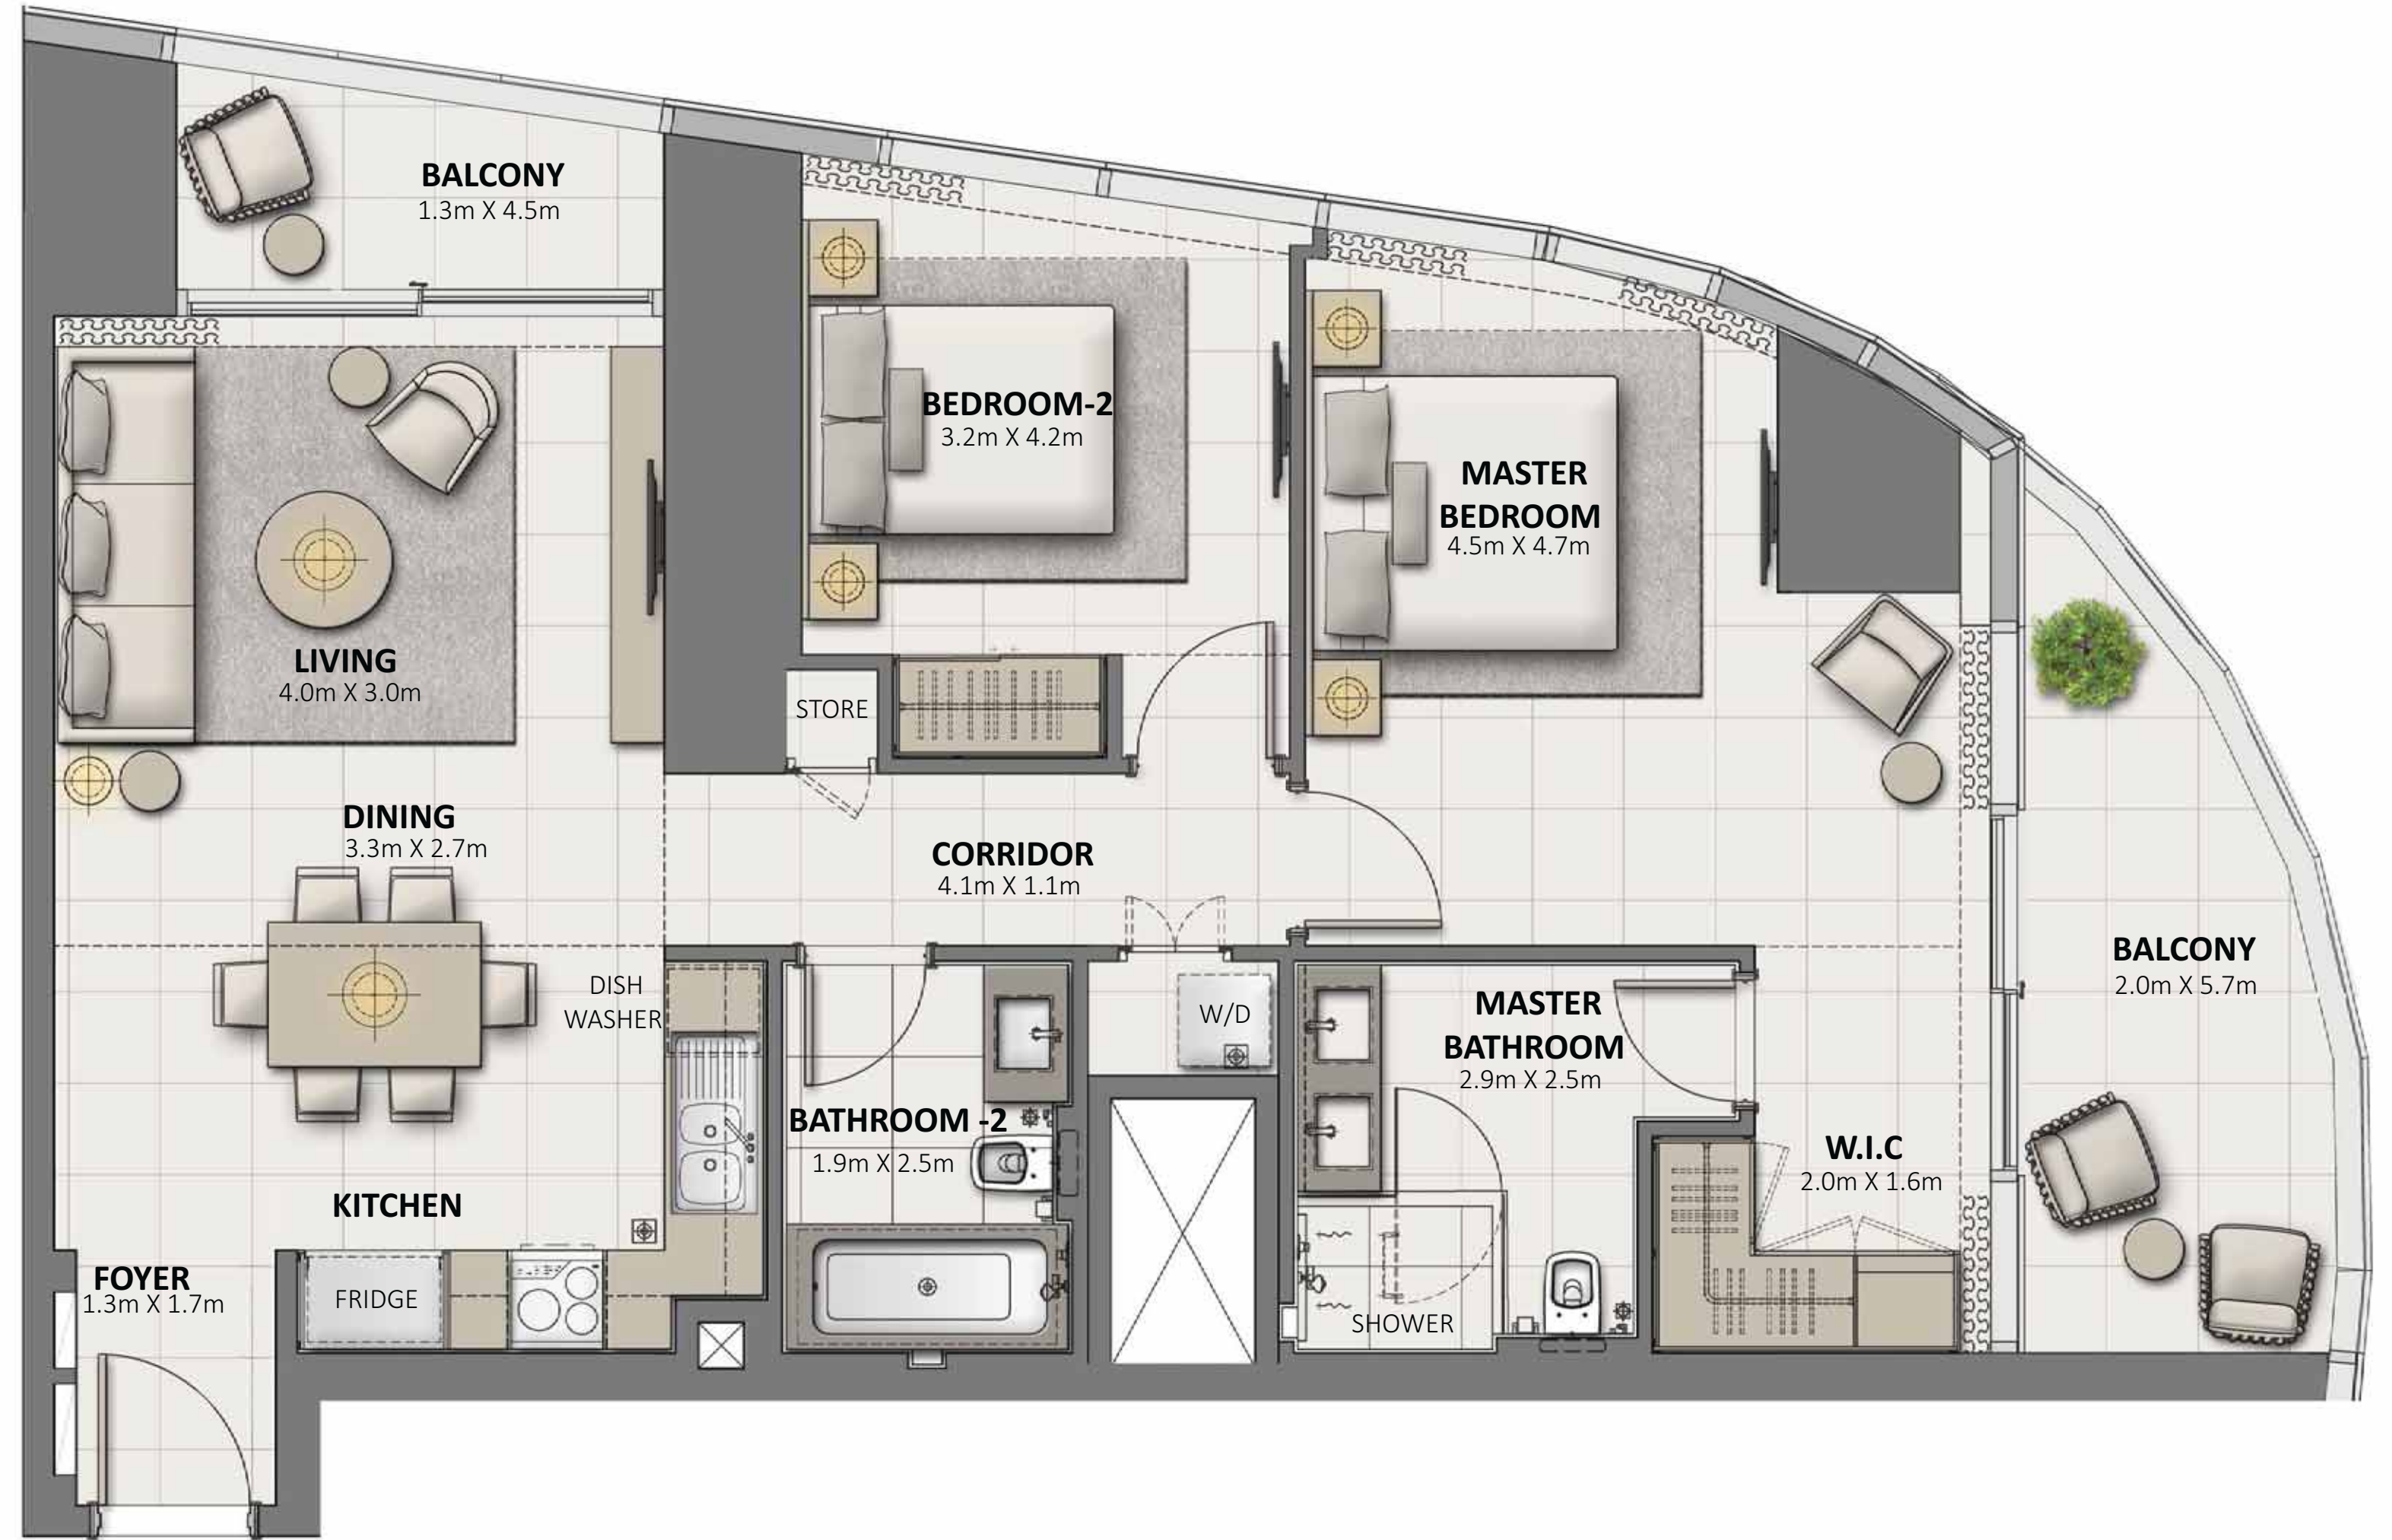 BALCONY
1.3m X 4.5m
BEDROOM-2
3.2m X 4.2m
MASTER
BEDROOM
4.5m X 4.7m
LIVING
4.0m X 3.0m
STORE
DINING
3.3m X 2.7m
CORRIDOR
4.1m X 1.1m
BALCONY
2.0m X 5.7m
DISH
WASHER
W/D
MASTER
BATHROOM
2.9m X 2.5m
BATHROOM -2
1.9m X 2.5m
W.I.C
2.0m X 1.6m
KITCHEN
FOYER
1.3m X 1.7m
FRIDGE
SHOWER